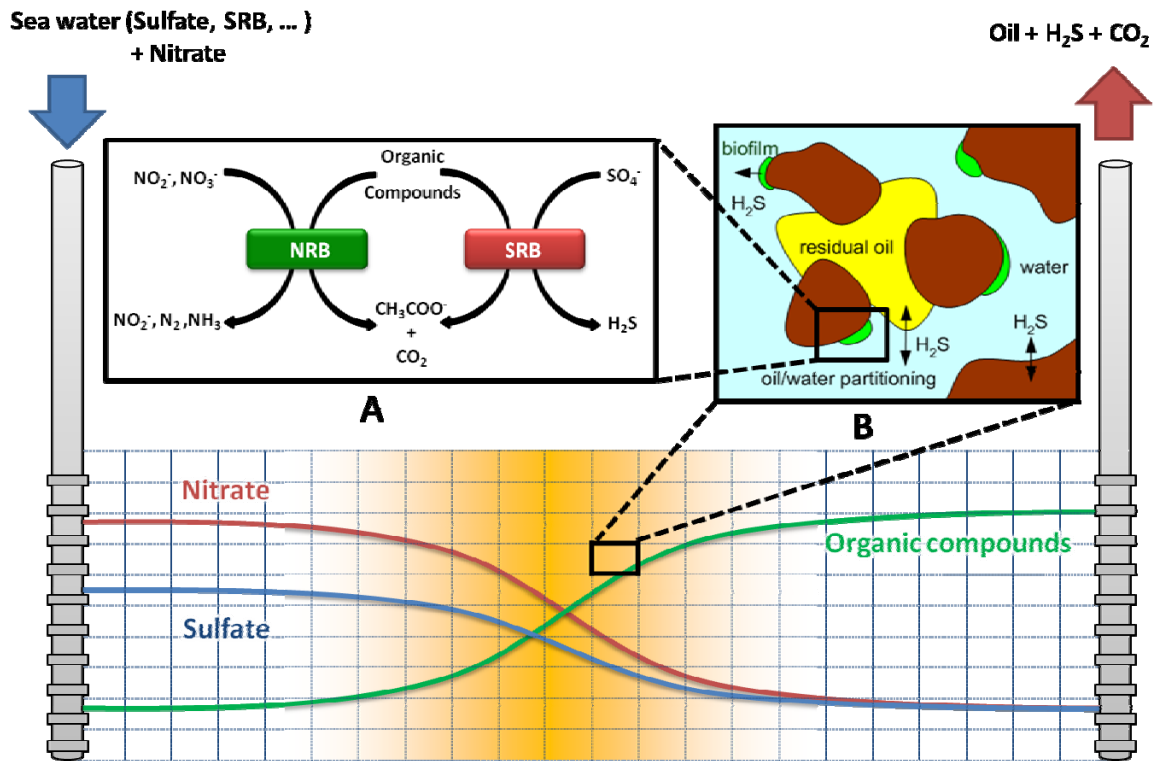 Sea water (Sulfate, SRB, ... )
+ Nitrate
Oil + H₂S + CO₂
NO₂⁻, NO₃⁻
Organic
Compounds
SO₄⁻
NRB
SRB
NO₂⁻, N₂ ,NH₃
CH₃COO⁻
+
CO₂
H₂S
A
biofilm
H₂S
residual oil
water
H₂S
H₂S
oil/water partitioning
B
Nitrate
Organic compounds
Sulfate